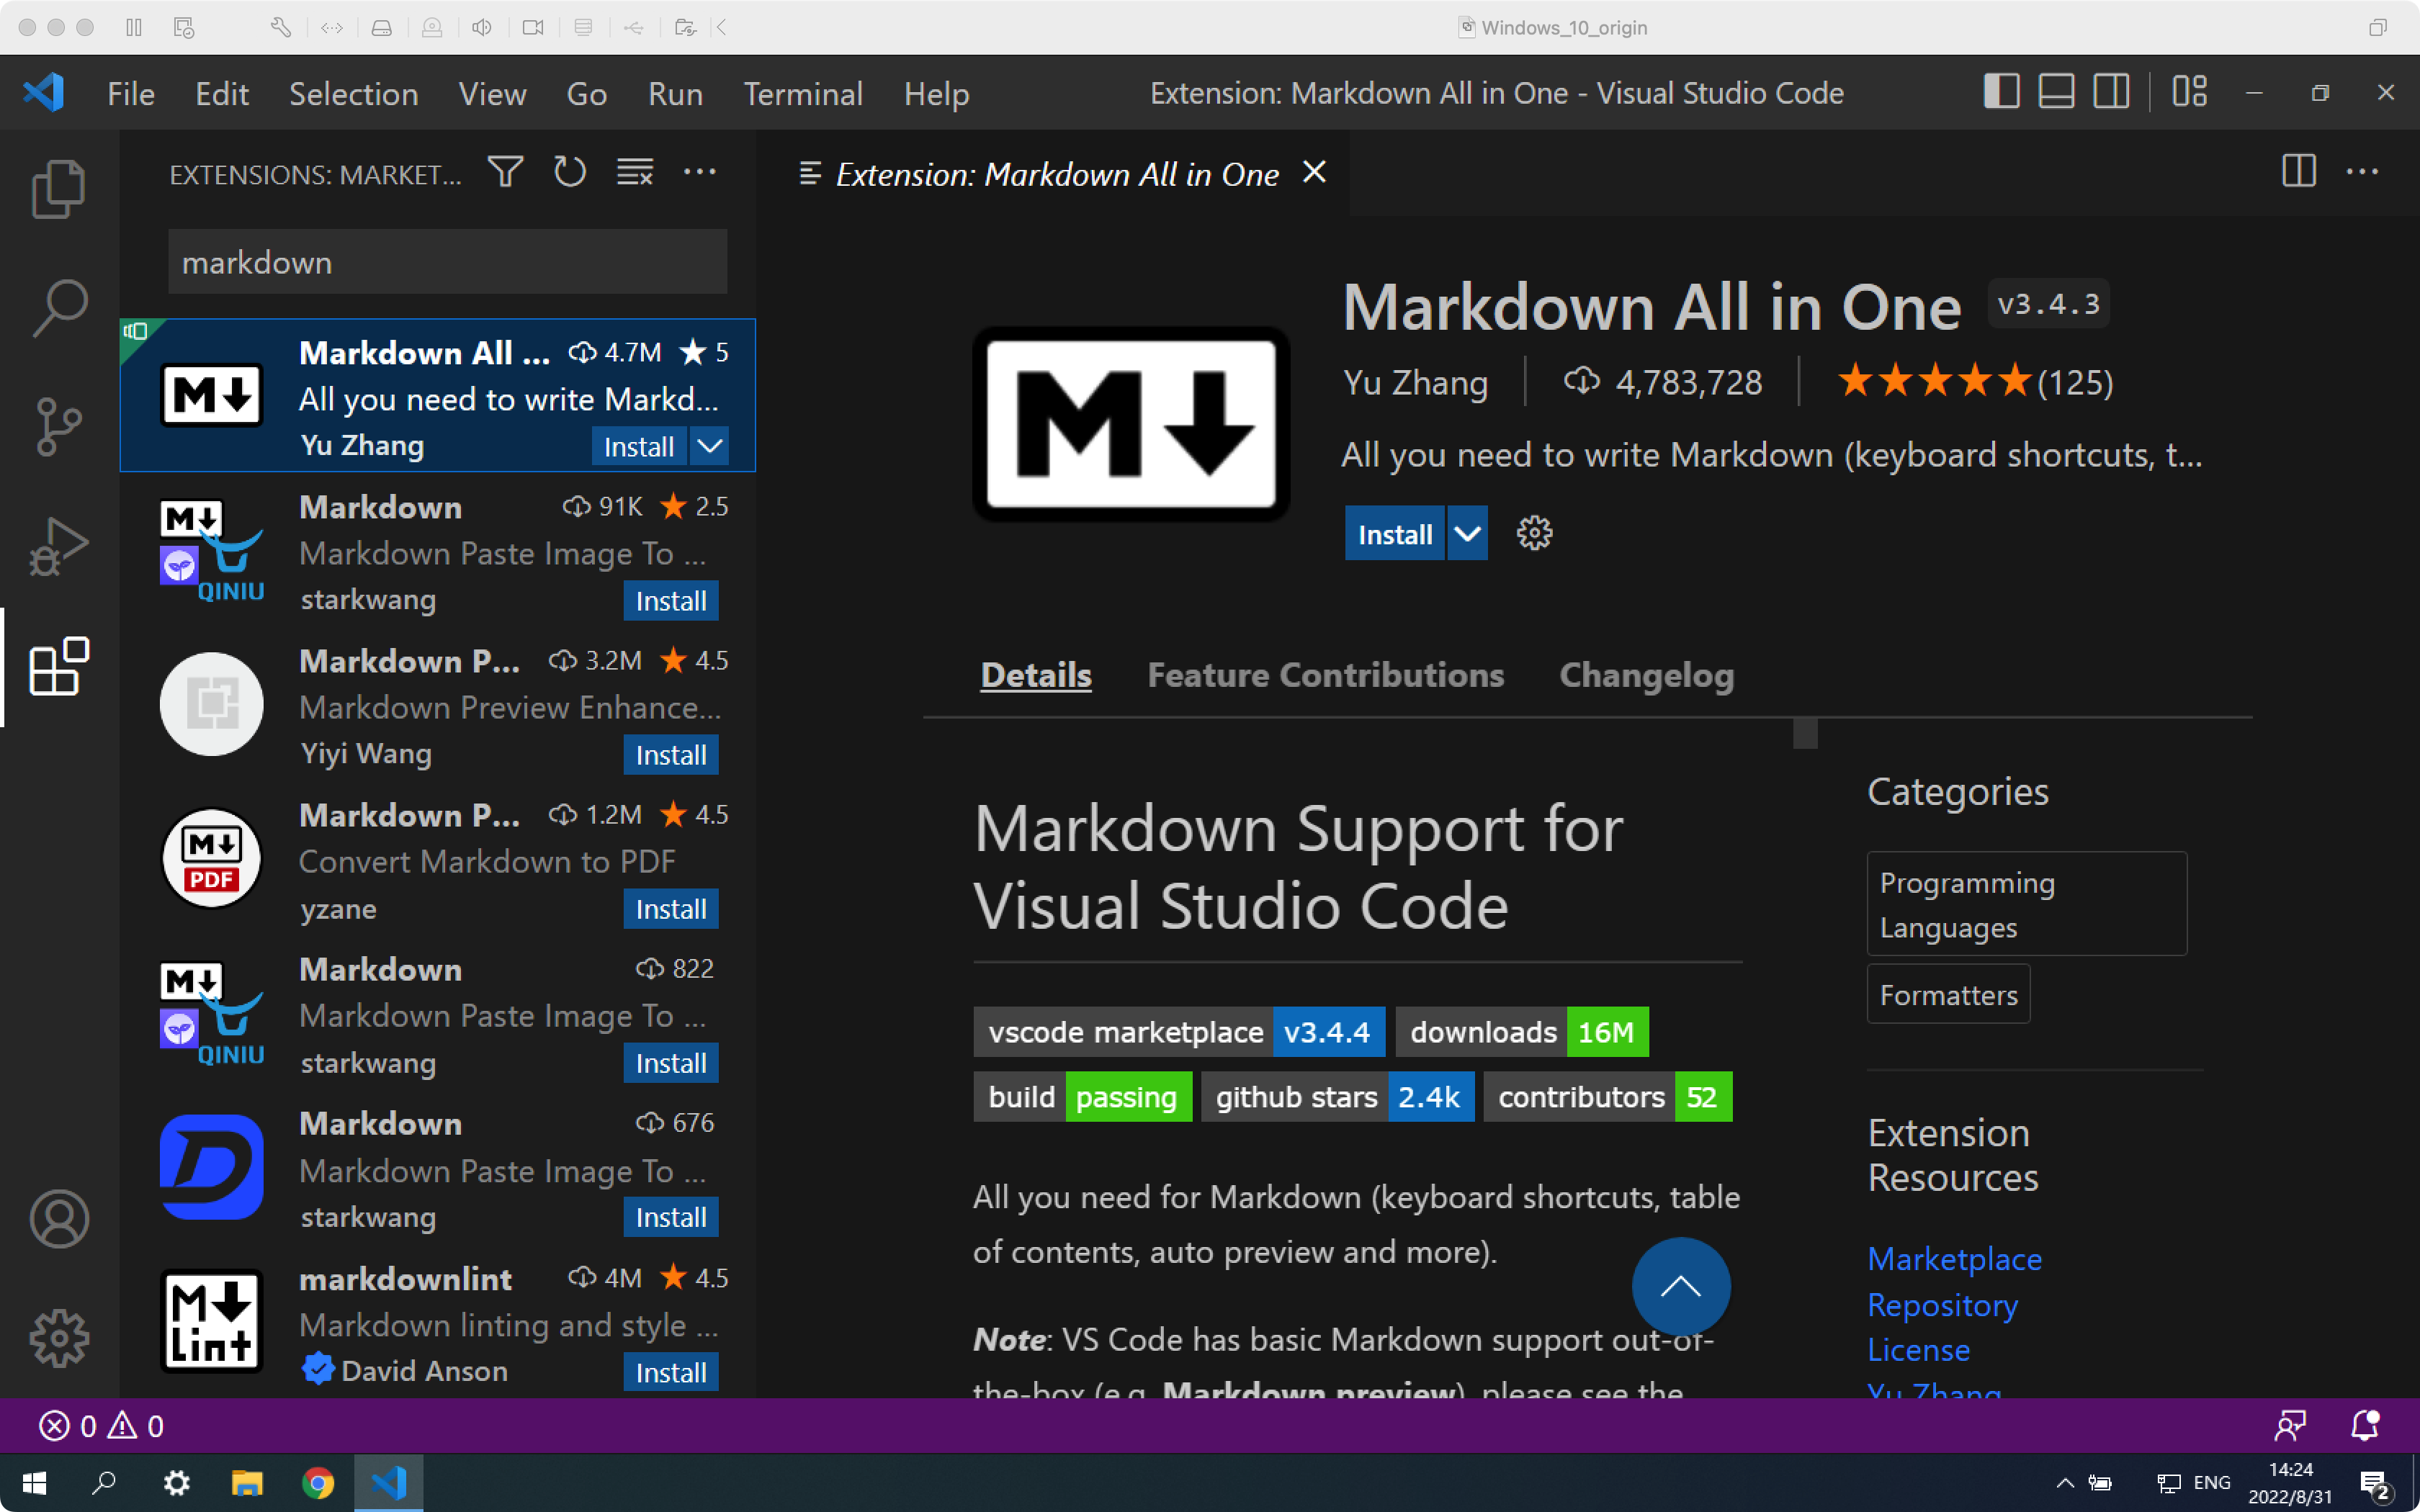 Windows_10_origin
File Edit Selection View Go Run Terminal Help
Extension: Markdown All in One - Visual Studio Code
EXTENSIONS: MARKET...
markdown
Markdown All ... 4.7M 5
All you need to write Markd...
Yu Zhang Install
Markdown 91K 2.5
Markdown Paste Image To ...
starkwang Install
Markdown P... 3.2M 4.5
Markdown Preview Enhance...
Yiyi Wang Install
Markdown P... 1.2M 4.5
Convert Markdown to PDF
yzane Install
Markdown 822
Markdown Paste Image To ...
starkwang Install
Markdown 676
Markdown Paste Image To ...
starkwang Install
markdownlint 4M 4.5
Markdown linting and style ...
David Anson Install
M
M
QINIU
M
PDF
M
QINIU
M
Lint
Extension: Markdown All in One
M
Markdown All in One v3.4.3
Yu Zhang 4,783,728 (125)
All you need to write Markdown (keyboard shortcuts, t...
Install
Details Feature Contributions Changelog
Markdown Support for
Visual Studio Code
vscode marketplace v3.4.4 downloads 16M
build passing github stars 2.4k contributors 52
All you need for Markdown (keyboard shortcuts, table
of contents, auto preview and more).
Note: VS Code has basic Markdown support out-of-
the-box (e.g, Markdown preview), please see the
Categories
Programming
Languages
Formatters
Extension
Resources
Marketplace
Repository
License
Yu Zhang
0 0
ENG
14:24
2022/8/31
2